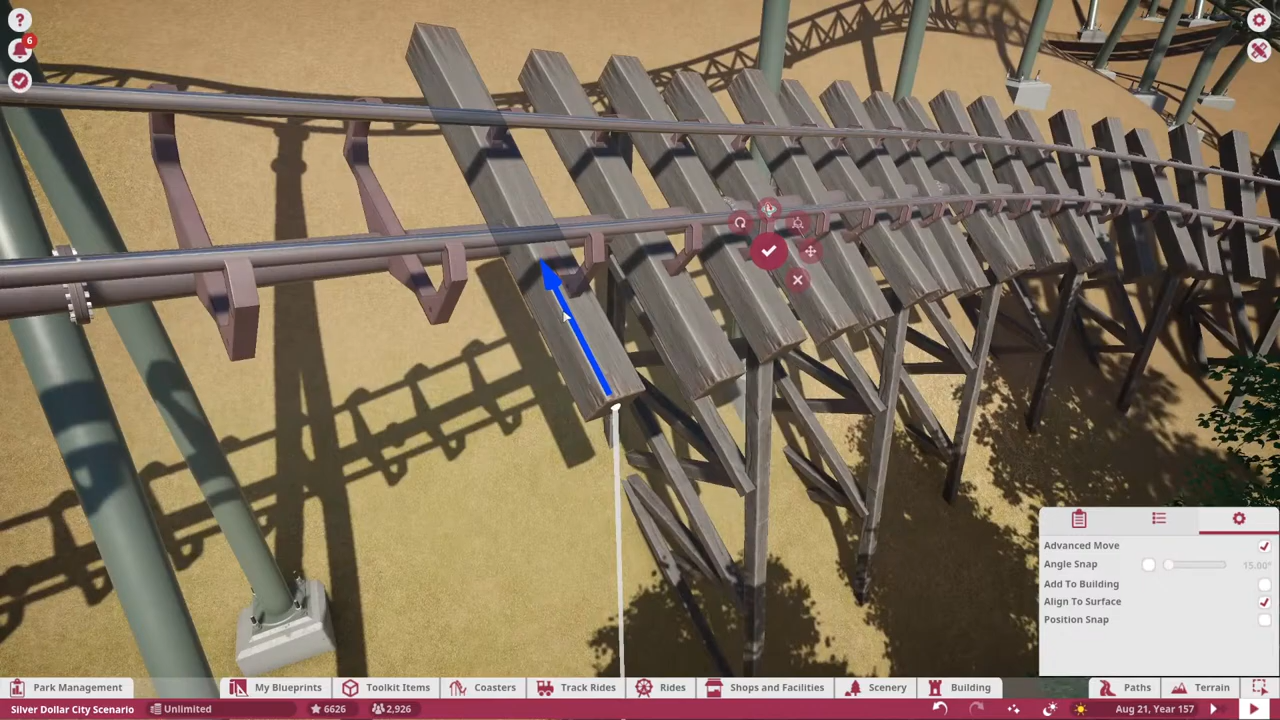 ?
6
Advanced Move
Angle Snap 15.00°
Add To Building
Align To Surface
Position Snap
Park Management My Blueprints Toolkit Items Coasters Track Rides Rides Shops and Facilities Scenery Building Paths Terrain
Silver Dollar City Scenario Unlimited 6626 2,926 Aug 21, Year 157